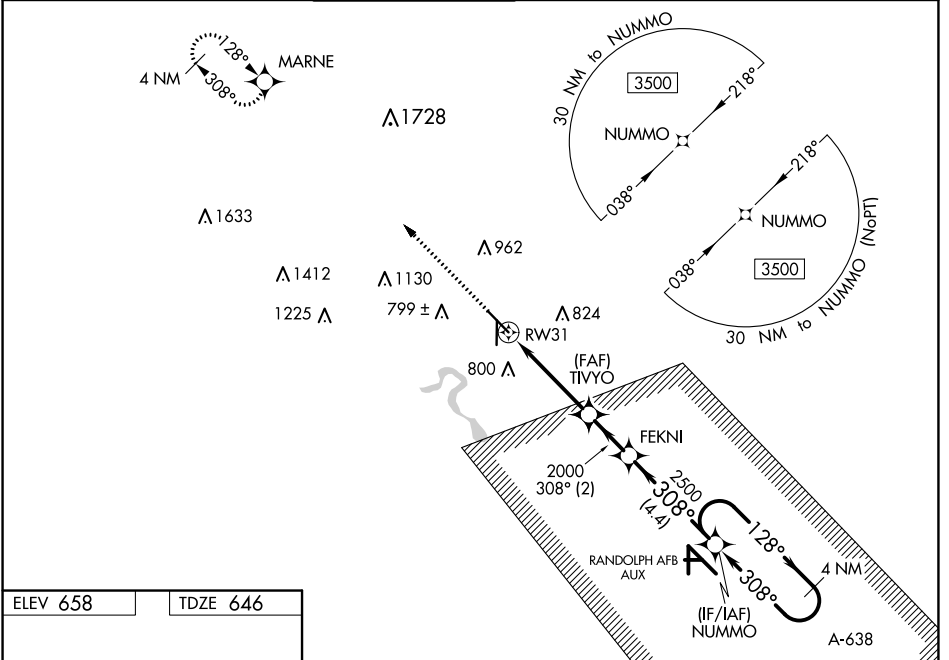 128°
MARNE
4 NM
308°
30 NM to NUMMO
3500
218°
NUMMO
038°
1728
218°
NUMMO
3500
038°
30 NM to NUMMO (NoPT)
1633
962
1412
1130
1225
799 ±
824
RW31
800
(FAF)
TIVYO
FEKNI
2000
308° (2)
2500
308°
(4.4)
128°
RANDOLPH AFB
AUX
4 NM
308°
(IF/IAF)
NUMMO
A-638
ELEV 658
TDZE 646